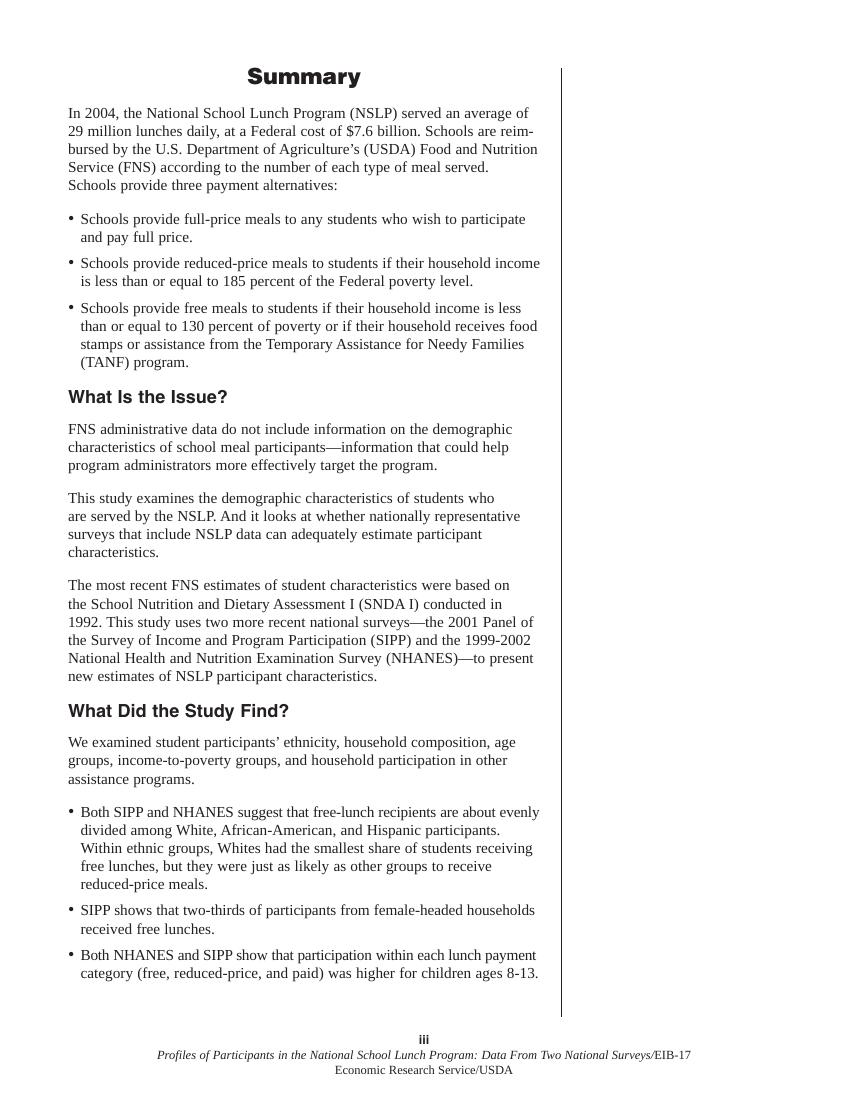 Summary
In 2004, the National School Lunch Program (NSLP) served an average of
29 million lunches daily, at a Federal cost of $7.6 billion. Schools are reim-
bursed by the U.S. Department of Agriculture’s (USDA) Food and Nutrition
Service (FNS) according to the number of each type of meal served.
Schools provide three payment alternatives:
• Schools provide full-price meals to any students who wish to participate
and pay full price.
• Schools provide reduced-price meals to students if their household income
is less than or equal to 185 percent of the Federal poverty level.
• Schools provide free meals to students if their household income is less
than or equal to 130 percent of poverty or if their household receives food
stamps or assistance from the Temporary Assistance for Needy Families
(TANF) program.
What Is the Issue?
FNS administrative data do not include information on the demographic
characteristics of school meal participants—information that could help
program administrators more effectively target the program.
This study examines the demographic characteristics of students who
are served by the NSLP. And it looks at whether nationally representative
surveys that include NSLP data can adequately estimate participant
characteristics.
The most recent FNS estimates of student characteristics were based on
the School Nutrition and Dietary Assessment I (SNDA I) conducted in
1992. This study uses two more recent national surveys—the 2001 Panel of
the Survey of Income and Program Participation (SIPP) and the 1999-2002
National Health and Nutrition Examination Survey (NHANES)—to present
new estimates of NSLP participant characteristics.
What Did the Study Find?
We examined student participants’ ethnicity, household composition, age
groups, income-to-poverty groups, and household participation in other
assistance programs.
• Both SIPP and NHANES suggest that free-lunch recipients are about evenly
divided among White, African-American, and Hispanic participants.
Within ethnic groups, Whites had the smallest share of students receiving
free lunches, but they were just as likely as other groups to receive
reduced-price meals.
• SIPP shows that two-thirds of participants from female-headed households
received free lunches.
• Both NHANES and SIPP show that participation within each lunch payment
category (free, reduced-price, and paid) was higher for children ages 8-13.
iii
Profiles of Participants in the National School Lunch Program: Data From Two National Surveys/EIB-17
Economic Research Service/USDA